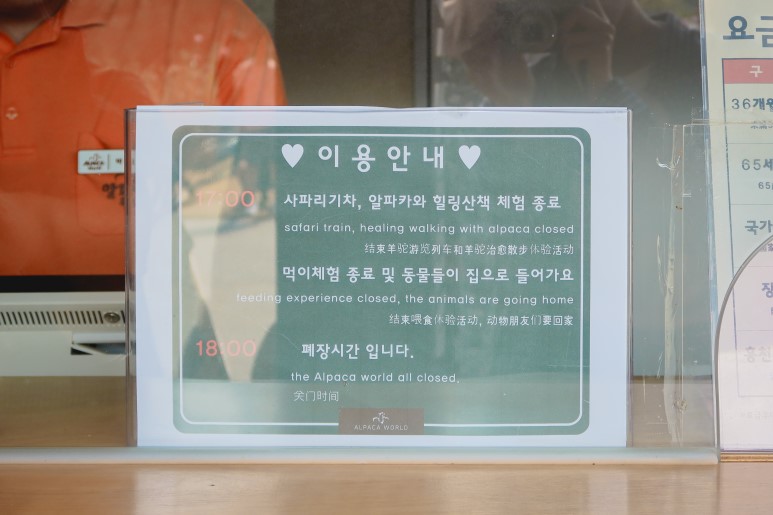 ♥ 이용안내 ♥
17:00 사파리기차, 알파카와 힐링산책 체험 종료
safari train, healing walking with alpaca closed
结束羊驼游览列车和羊驼治愈散步体验活动
먹이체험 종료 및 동물들이 집으로 들어가요
feeding experience closed, the animals are going home
结束喂食体验活动, 动物朋友们要回家
18:00 폐장시간 입니다.
the Alpaca world all closed.
关门时间
ALPACA WORLD
요금
구
36개월
65세
65
국가